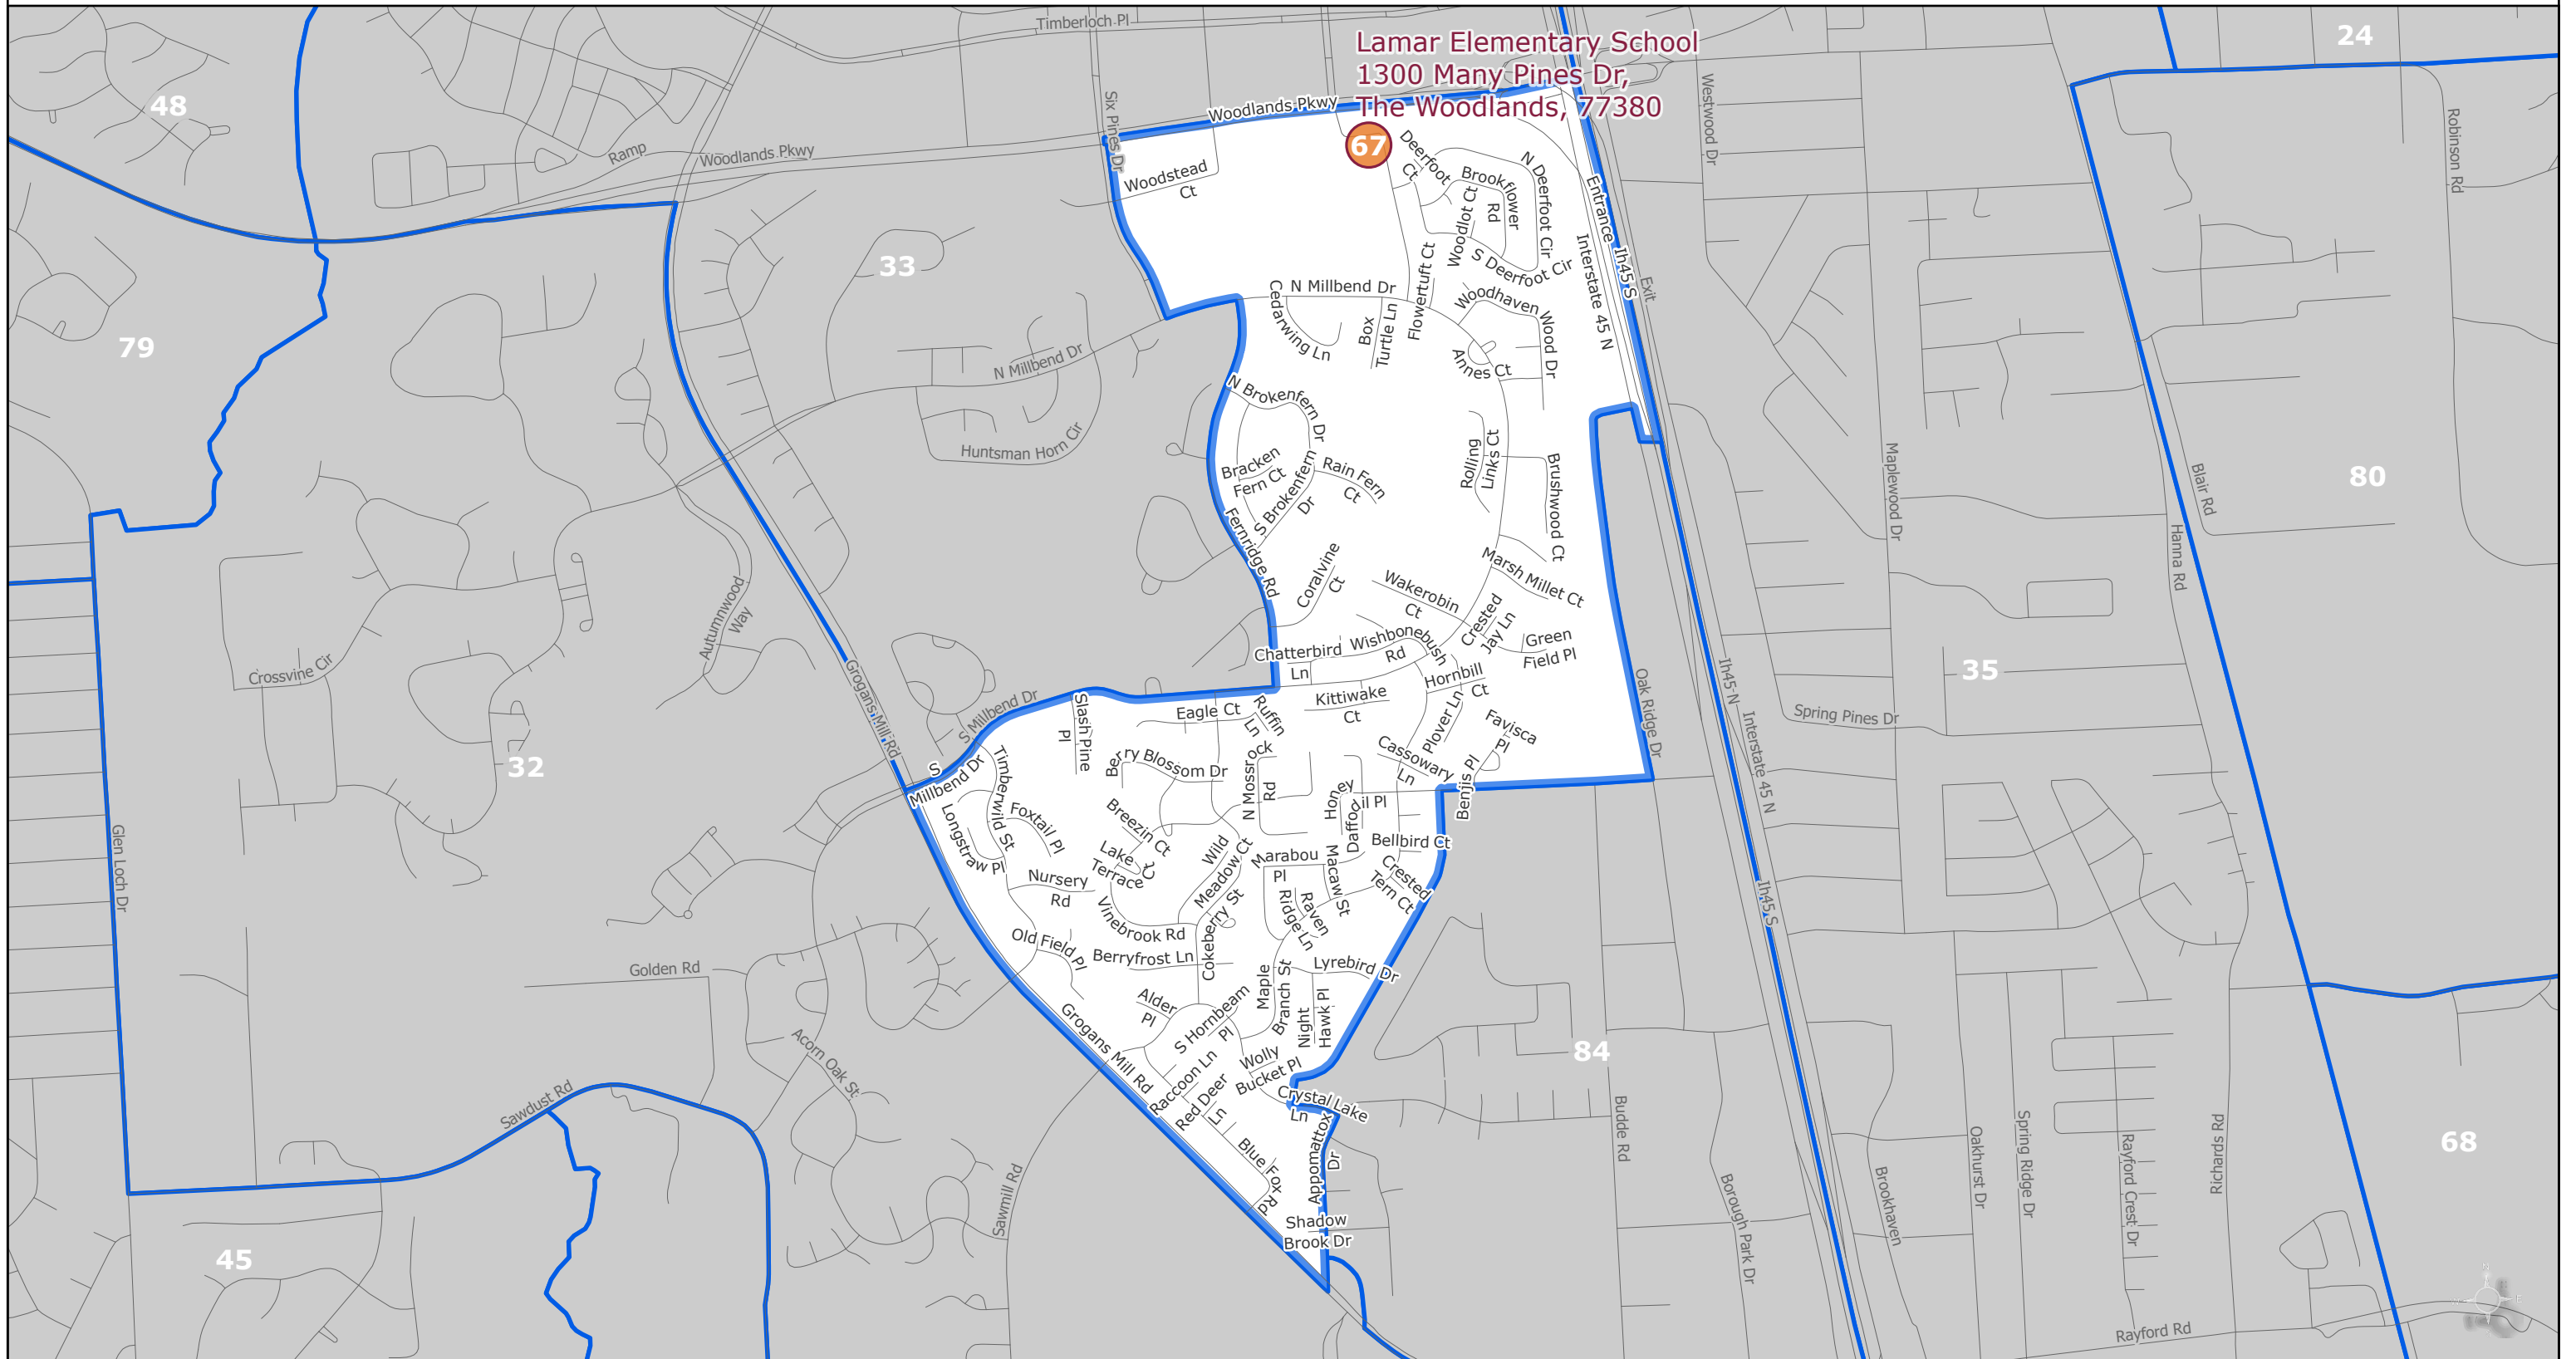 Timberloch Pl
Lamar Elementary School
1300 Many Pines Dr,
The Woodlands, 77380
24
48
Six Pines Dr
Woodlands Pkwy
Westwood Dr
Robinson Rd
Ramp
Woodlands Pkwy
67
Woodstead
Ct
Deerfoot
Ct
Brookflower
Rd
N Deerfoot Cir
Woodlot Ct
S Deerfoot Cir
Entrance
Ih45 S
Interstate 45 N
Exit
33
79
N Millbend Dr
Cedarwing Ln
Box
Turtle Ln
Flowertuft Ct
Woodhaven
Wood Dr
Annes Ct
N Millbend Dr
Huntsman Horn Cir
N Brokenfern Dr
Bracken
Fern Ct
S Brokenfern
Dr
Rain Fern
Ct
Rolling
Links Ct
Brushwood Ct
Maplewood Dr
Blair Rd
80
Hanna Rd
Fernridge Rd
Coralvine
Ct
Wakerobin
Ct
Marsh Millet Ct
Crested
Jay Ln
Green
Field Pl
Autumnwood
Way
Crossvine Cir
Chatterbird
Ln
Wishbonebush
Rd
Hornbill
Ct
Kittiwake
Ct
Plover Ln
Favisca
Pl
Cassowary
Ln
Benjis Pl
Oak Ridge Dr
Ih45 N
Interstate 45 N
Ih45 S
35
Spring Pines Dr
Grogans Mill Rd
S Millbend Dr
S
Millbend Dr
Slash Pine
Pl
Eagle Ct
Ruffin
Ln
Berry Blossom Dr
N Mossrock
Rd
32
Timberwild St
Longstraw Pl
Foxtail Pl
Breezin Ct
Lake
Terrace
Ct
Wild
Meadow Ct
Honey
Daffodil Pl
Bellbird Ct
Marabou
Pl
Macaw St
Crested
Tern Ct
Raven
Ridge Ln
Nursery
Rd
Vinebrook Rd
Cokeberry St
Old Field Pl
Berryfrost Ln
Glen Loch Dr
Golden Rd
Lyrebird Dr
Maple
Branch St
Night
Hawk Pl
Alder
Pl
S Hornbeam
Pl
Grogans Mill Rd
Raccoon Ln
Red Deer
Ln
Wolly
Bucket Pl
Crystal Lake
Ln
Appomattox
Dr
Blue Fox
Rd
Shadow
Brook Dr
84
Acorn Oak St
Sawdust Rd
Sawmill Rd
45
Budde Rd
Borough Park Dr
Brookhaven
Oakhurst Dr
Spring Ridge Dr
Rayford Crest Dr
Richards Rd
68
Rayford Rd